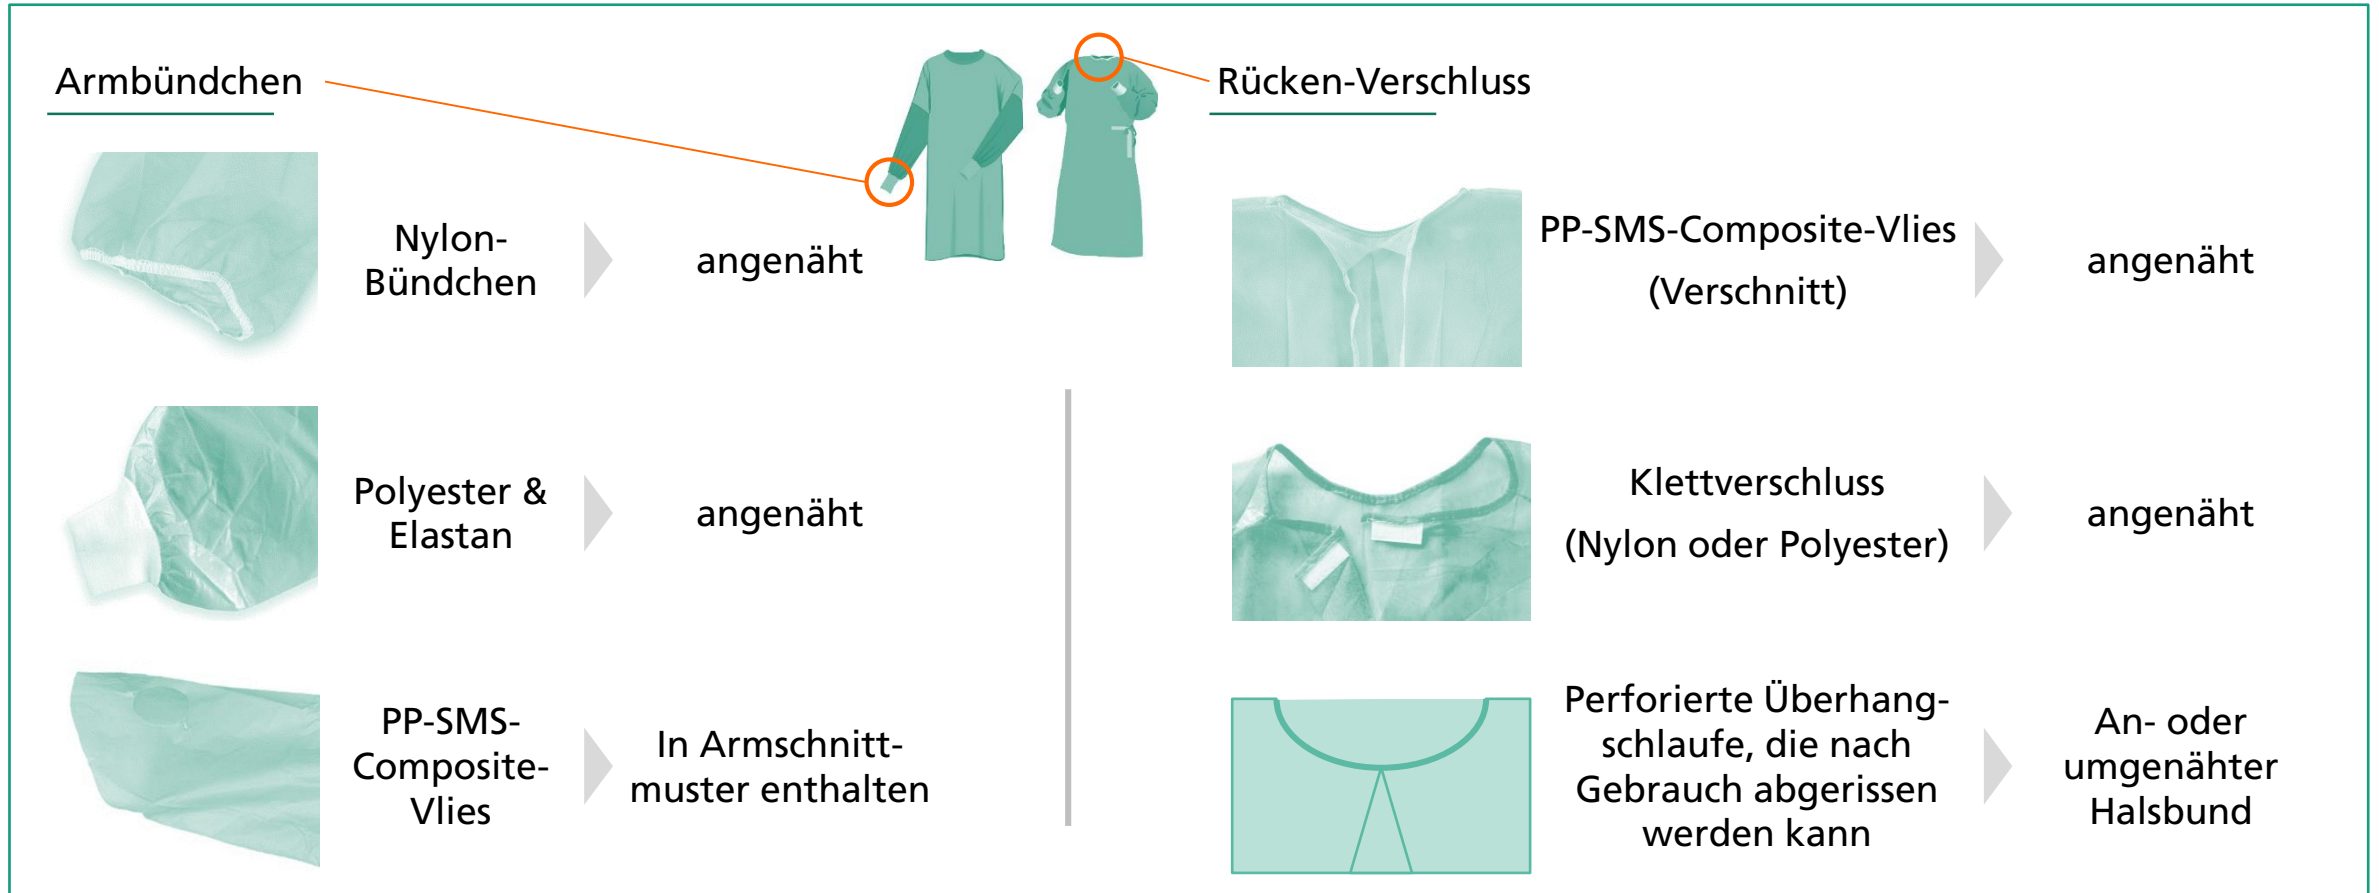 Armbündchen
Nylon-
Bündchen
angenäht
Polyester &
Elastan
angenäht
PP-SMS-
Composite-
Vlies
In Armschnitt-
muster enthalten
Rücken-Verschluss
PP-SMS-Composite-Vlies
(Verschnitt)
angenäht
Klettverschluss
(Nylon oder Polyester)
angenäht
Perforierte Überhang-
schlaufe, die nach
Gebrauch abgerissen
werden kann
An- oder
umgenähter
Halsbund